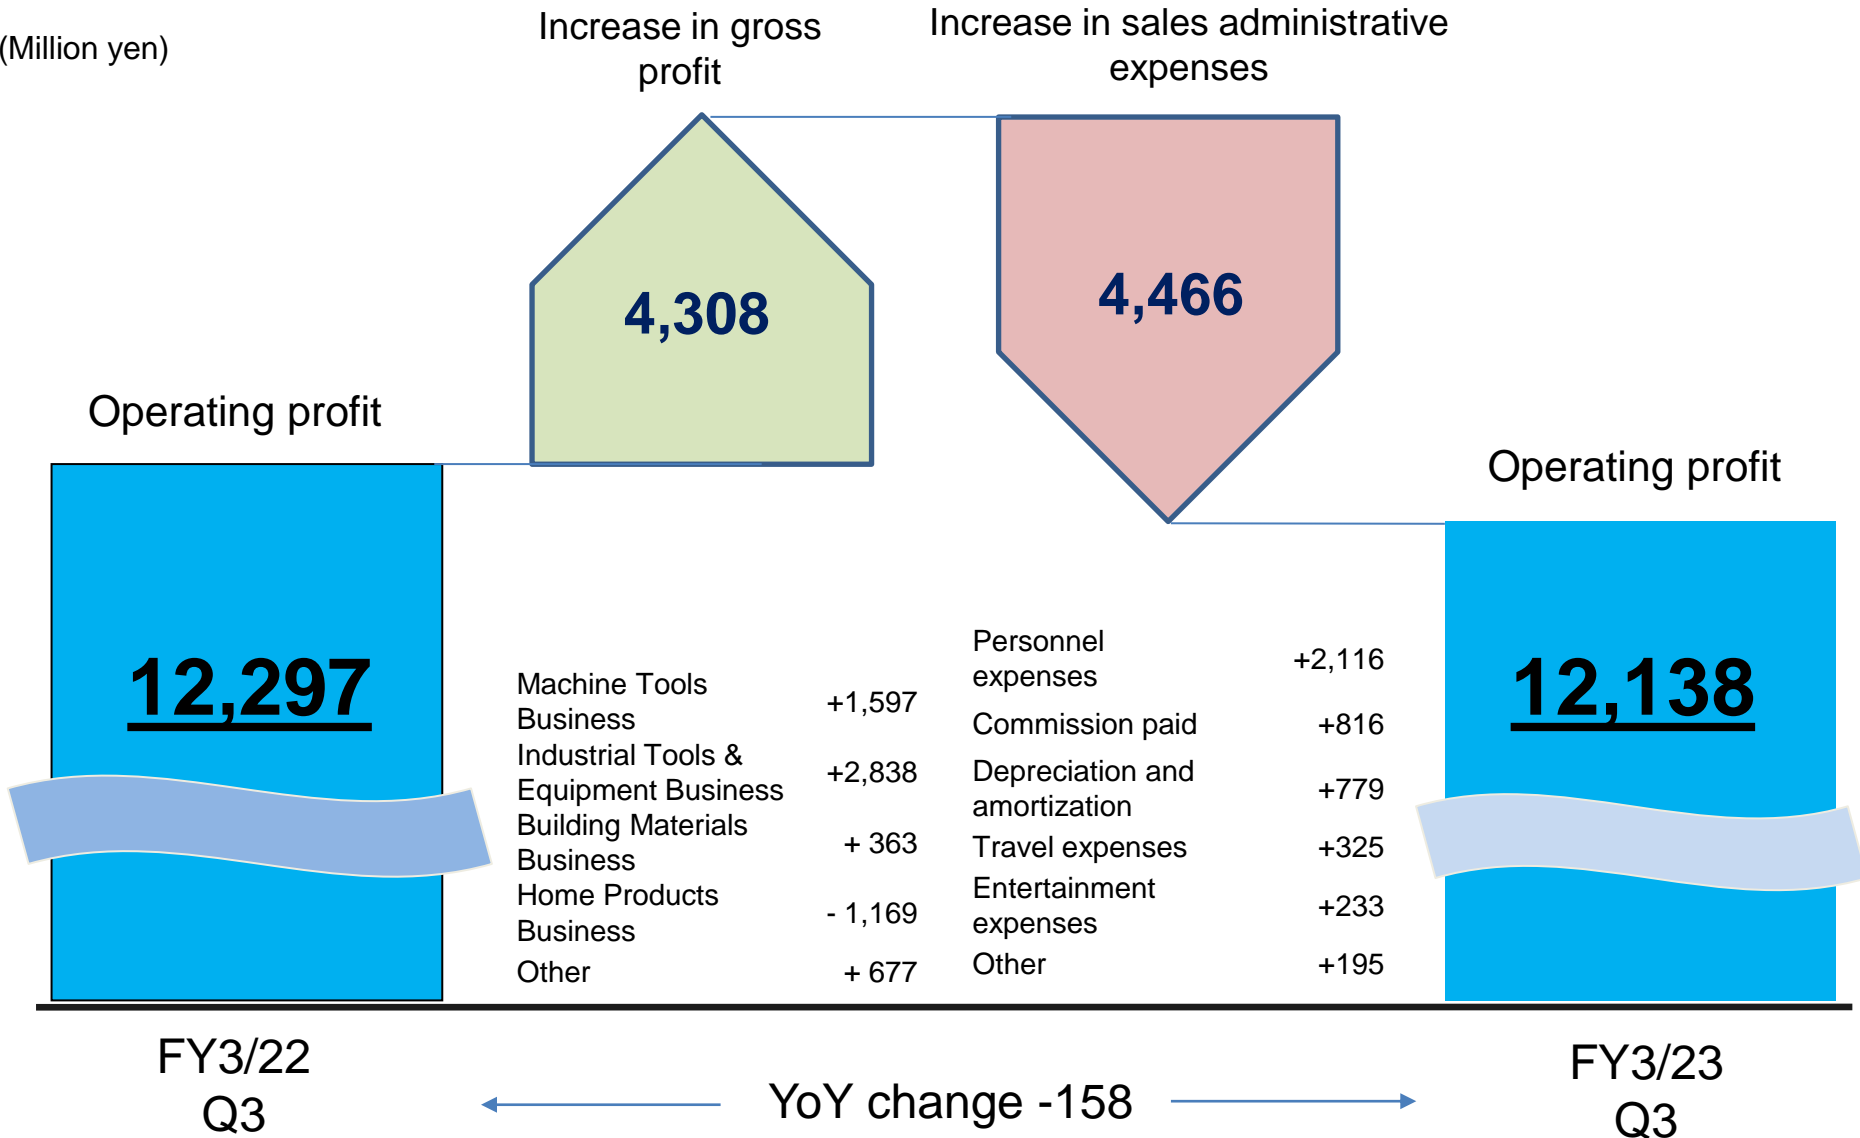 (Million yen)
Increase in gross
profit
Increase in sales administrative
expenses
4,308
4,466
Operating profit
Operating profit
12,297
12,138
Machine Tools
Business
+1,597
Industrial Tools &
Equipment Business
+2,838
Building Materials
Business
+ 363
Home Products
Business
- 1,169
Other
+ 677
Personnel
expenses
+2,116
Commission paid
+816
Depreciation and
amortization
+779
Travel expenses
+325
Entertainment
expenses
+233
Other
+195
FY3/22
Q3
YoY change -158
FY3/23
Q3